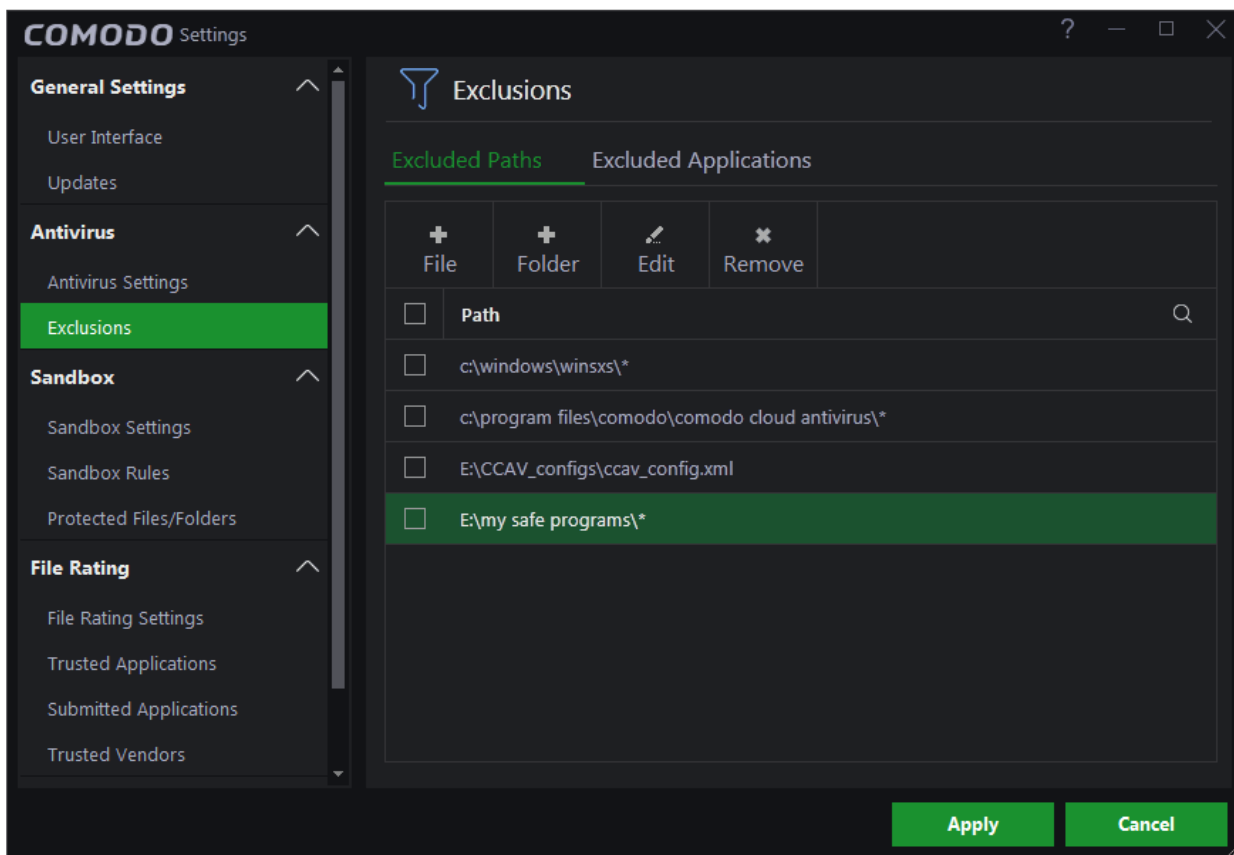 COMODO Settings
General Settings
User Interface
Updates
Antivirus
Antivirus Settings
Exclusions
Sandbox
Sandbox Settings
Sandbox Rules
Protected Files/Folders
File Rating
File Rating Settings
Trusted Applications
Submitted Applications
Trusted Vendors
?
Exclusions
Excluded Paths Excluded Applications
File Folder Edit Remove
Path
c:\windows\winsxs\*
c:\program files\comodo\comodo cloud antivirus\*
E:\CCAV_configs\ccav_config.xml
E:\my safe programs\*
Apply Cancel